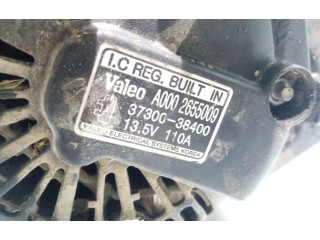 I.C REG. BUILT IN
Valeo A000 2655009
37300-38400
13.5V 110A
VALEO ELECTRICAL SYSTEMS KOREA